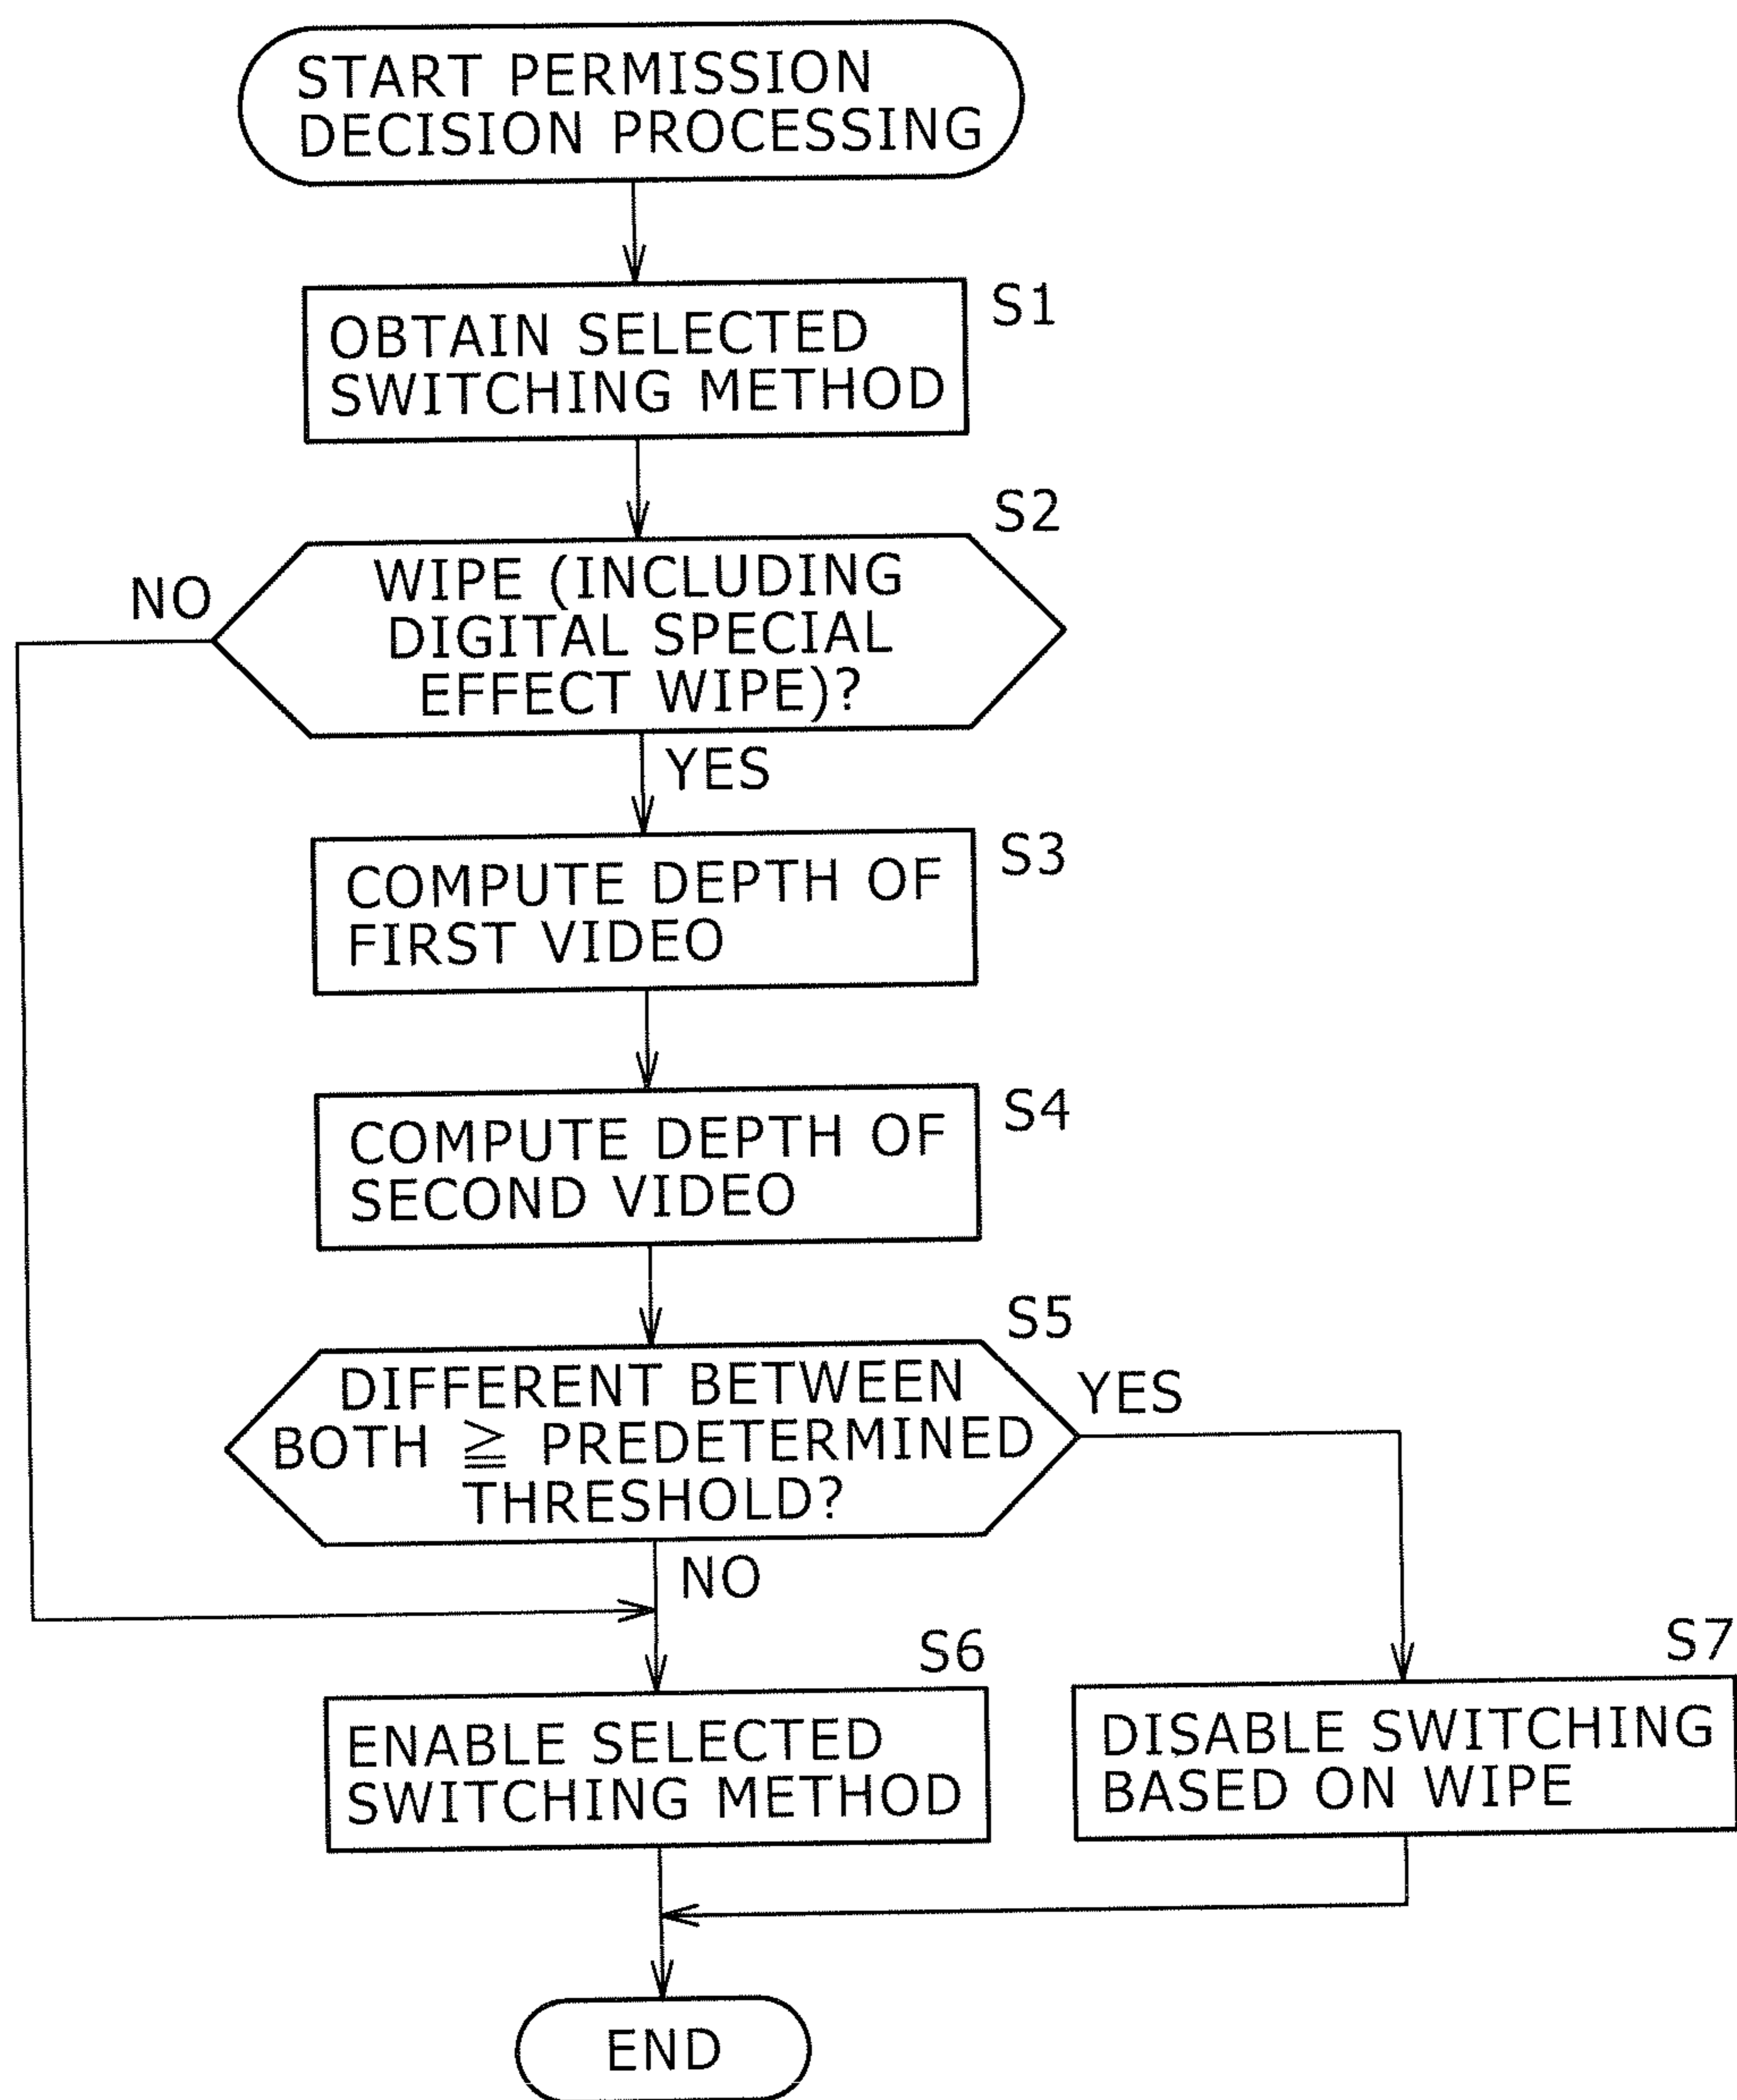 START PERMISSION
DECISION PROCESSING
OBTAIN SELECTED
SWITCHING METHOD
S1
S2
WIPE (INCLUDING
DIGITAL SPECIAL
EFFECT WIPE)?
NO
YES
COMPUTE DEPTH OF
FIRST VIDEO
S3
COMPUTE DEPTH OF
SECOND VIDEO
S4
S5
DIFFERENT BETWEEN
BOTH ≧ PREDETERMINED
THRESHOLD?
YES
NO
S6
ENABLE SELECTED
SWITCHING METHOD
S7
DISABLE SWITCHING
BASED ON WIPE
END